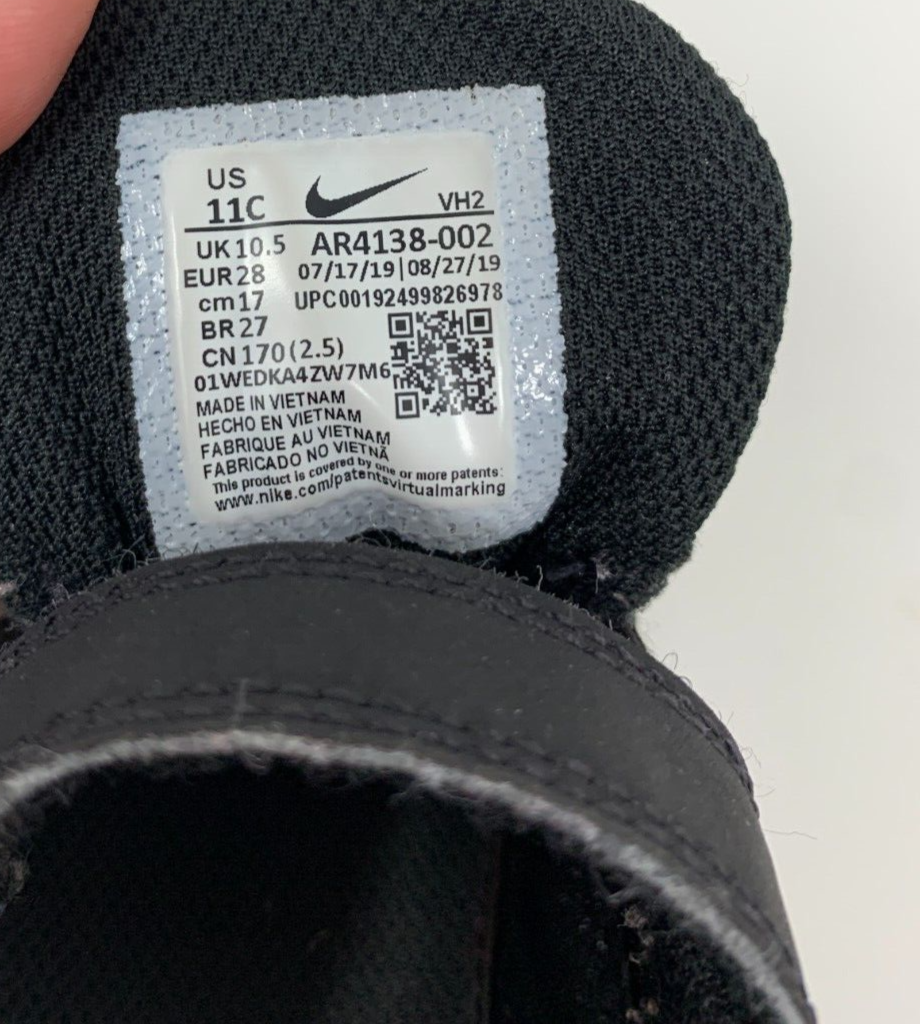 US
11C
VH2
UK 10.5 AR4138-002
EUR 28 07/17/19|08/27/19
cm 17 UPC00192499826978
BR 27
CN 170 (2.5)
01WEDKA4ZW7M6
MADE IN VIETNAM
HECHO EN VIETNAM
FABRIQUE AU VIETNAM
FABRICADO NO VIETNÃ
This product is covered by one or more patents:
www.nike.com/patentsvirtualmarking